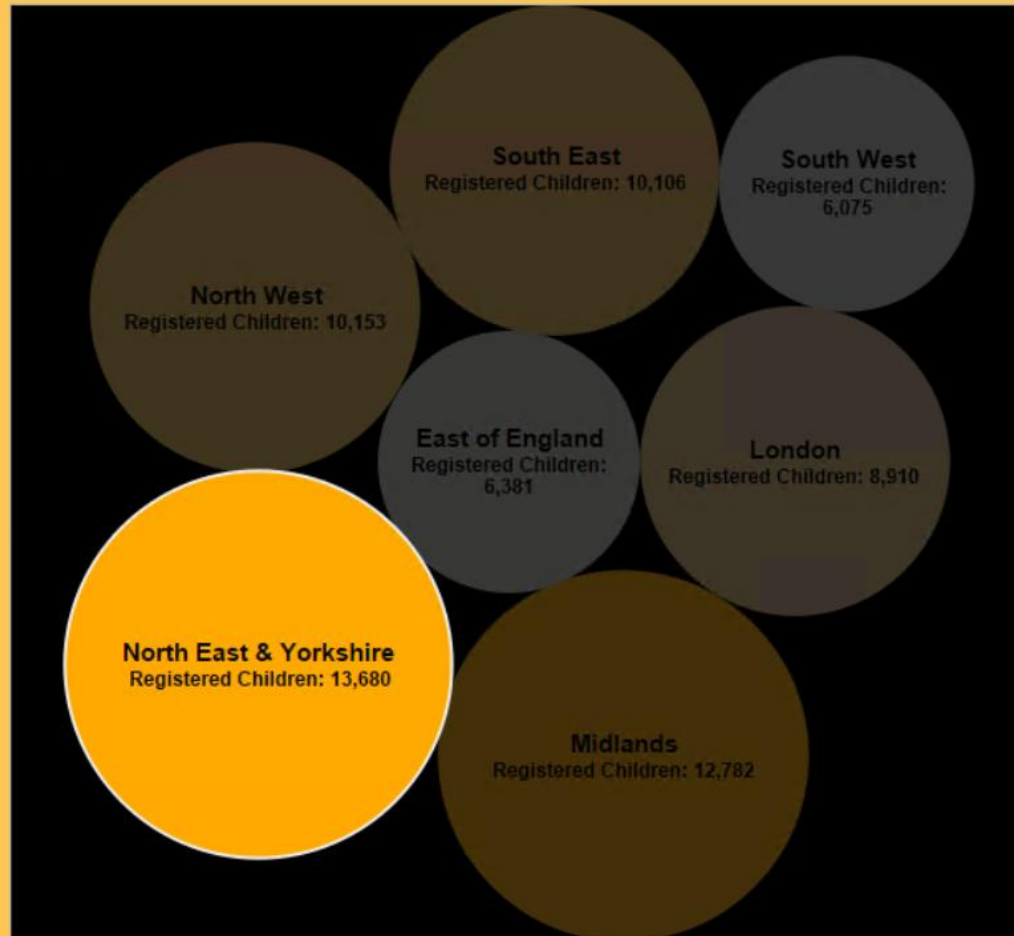 South East
Registered Children: 10,106
South West
Registered Children:
6,075
North West
Registered Children: 10,153
East of England
Registered Children:
6,381
London
Registered Children: 8,910
North East & Yorkshire
Registered Children: 13,680
Midlands
Registered Children: 12,782